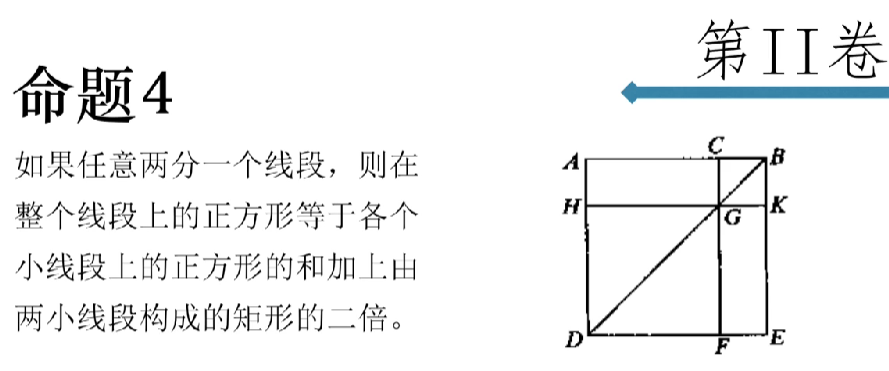 第II卷
命题4
如果任意两分一个线段，则在
整个线段上的正方形等于各个
小线段上的正方形的和加上由
两小线段构成的矩形的二倍。
A C B
H G K
D F E